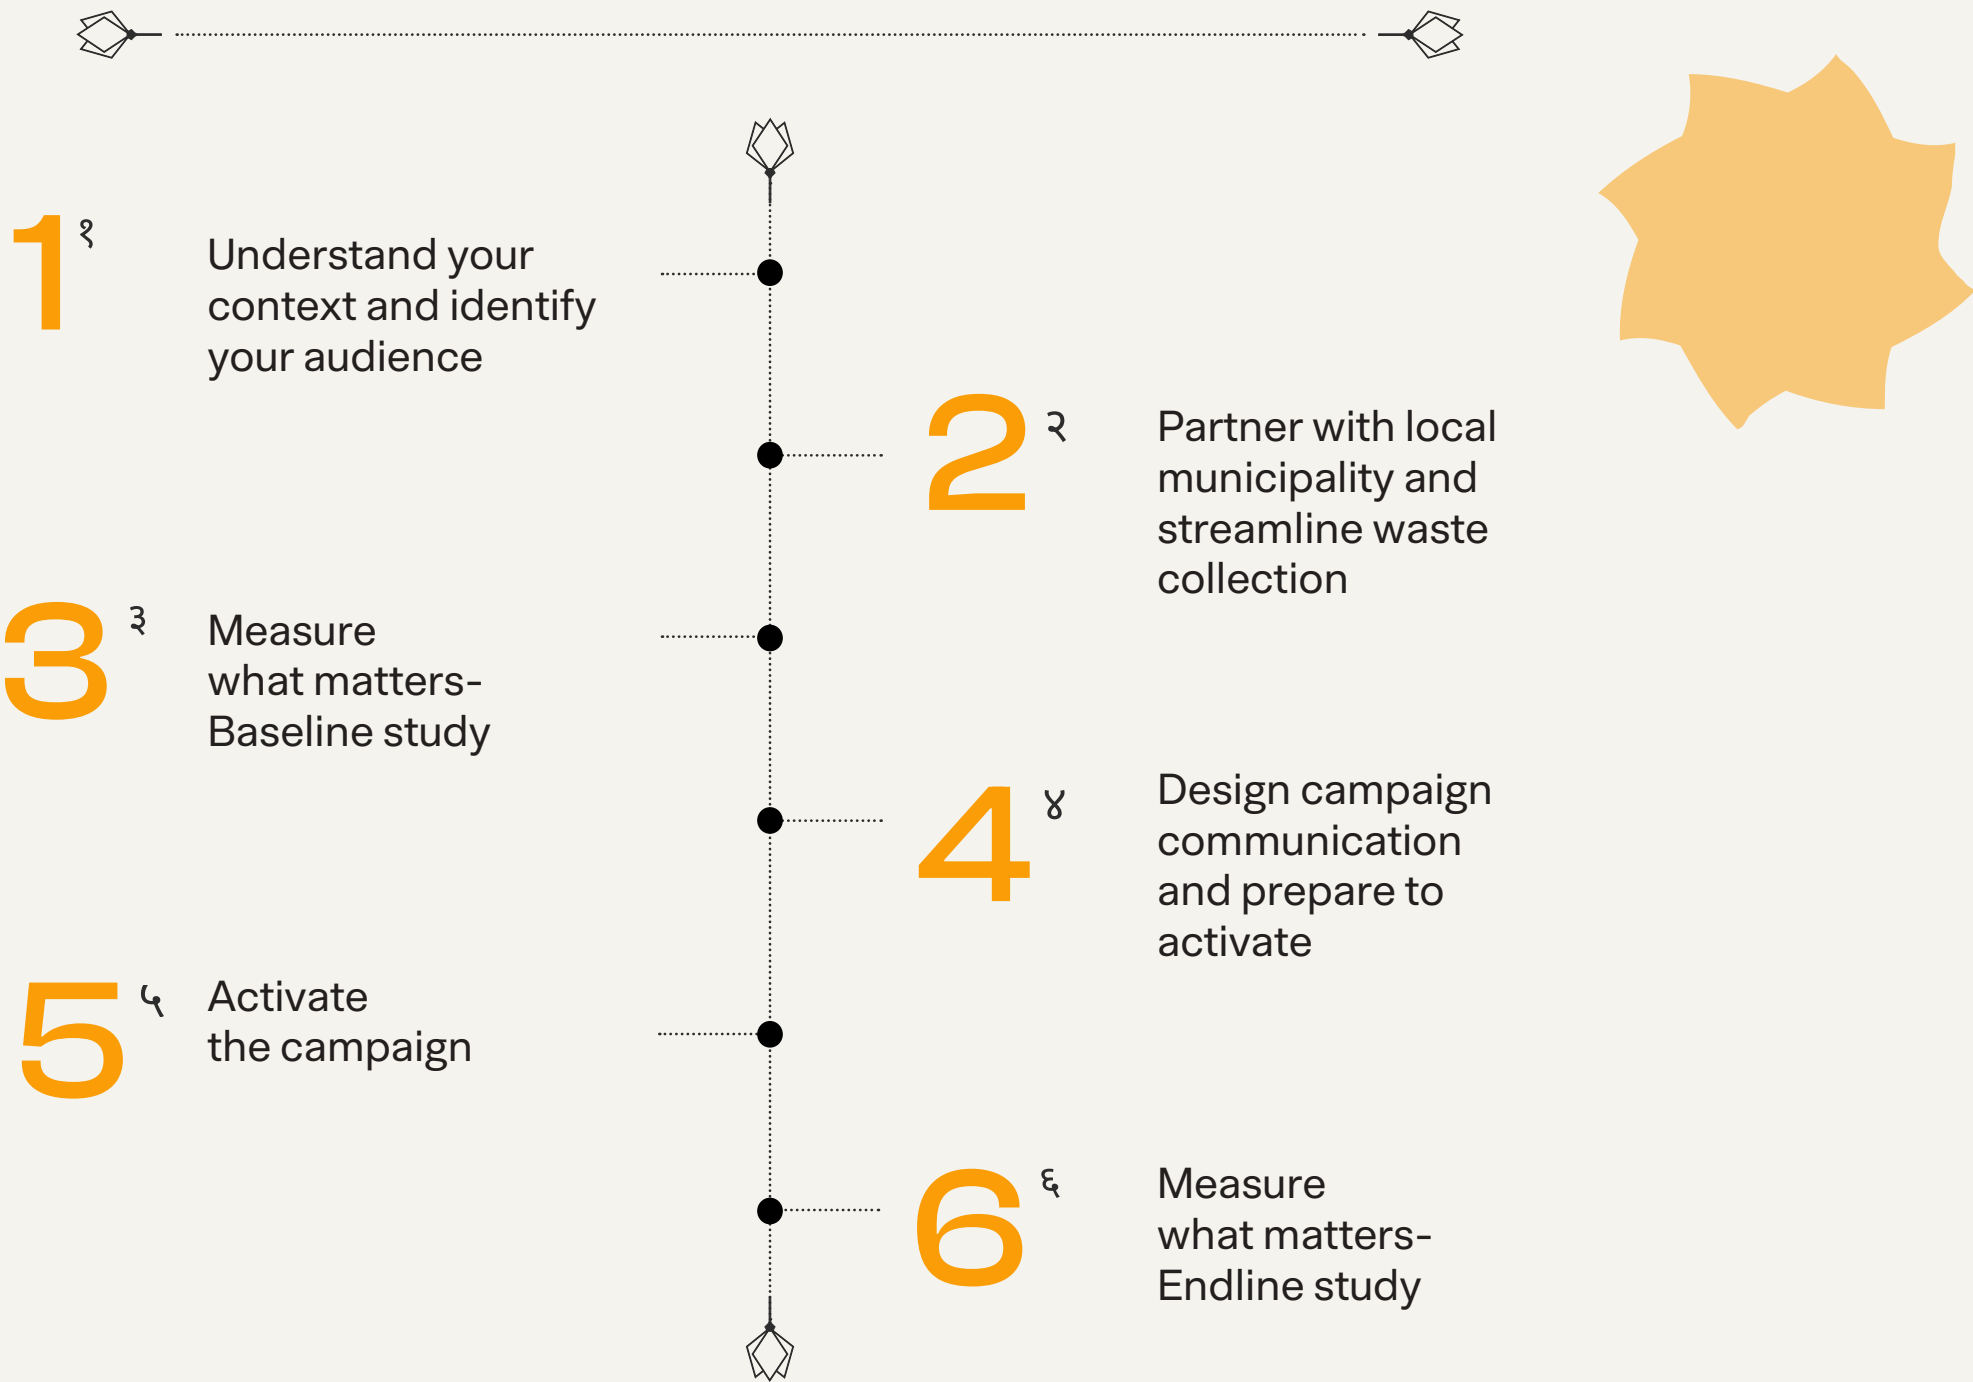 1 १
Understand your
context and identify
your audience
2 २
Partner with local
municipality and
streamline waste
collection
3 ३
Measure
what matters-
Baseline study
4 ४
Design campaign
communication
and prepare to
activate
5 ५
Activate
the campaign
6 ६
Measure
what matters-
Endline study